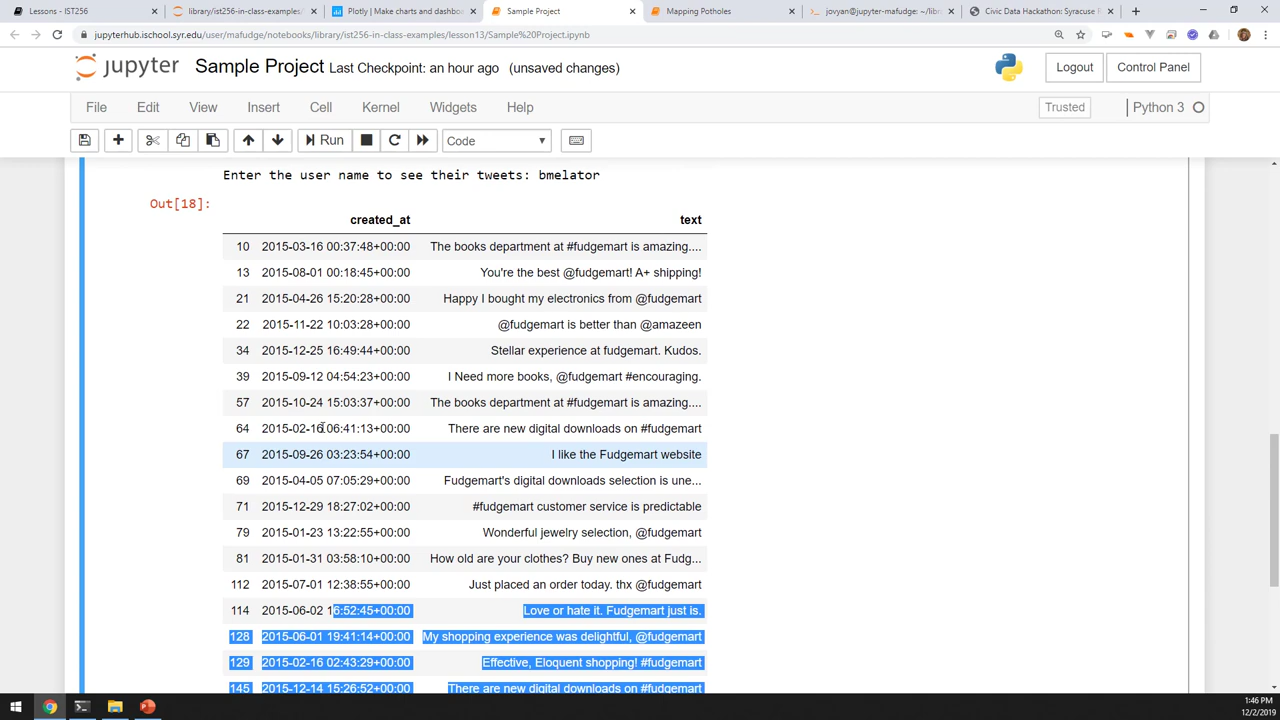 Lessons - IST256
library/ist256-in-class-examples/
Plotly | Make charts and dashbo
Sample Project
Mapping Potholes
jovyan@jupyter-mafudge: ~/libr
Civic Data Hackathon: Syracuse R
jupyterhub.ischool.syr.edu/user/mafudge/notebooks/library/ist256-in-class-examples/lesson13/Sample%20Project.ipynb
jupyter Sample Project Last Checkpoint: an hour ago (unsaved changes)
Logout
Control Panel
File Edit View Insert Cell Kernel Widgets Help
Trusted
Python 3
Run
Code
Enter the user name to see their tweets: bmelator
Out[18]:
created_at text
10 2015-03-16 00:37:48+00:00 The books department at #fudgemart is amazing....
13 2015-08-01 00:18:45+00:00 You're the best @fudgemart! A+ shipping!
21 2015-04-26 15:20:28+00:00 Happy I bought my electronics from @fudgemart
22 2015-11-22 10:03:28+00:00 @fudgemart is better than @amazeen
34 2015-12-25 16:49:44+00:00 Stellar experience at fudgemart. Kudos.
39 2015-09-12 04:54:23+00:00 I Need more books, @fudgemart #encouraging.
57 2015-10-24 15:03:37+00:00 The books department at #fudgemart is amazing....
64 2015-02-16 06:41:13+00:00 There are new digital downloads on #fudgemart
67 2015-09-26 03:23:54+00:00 I like the Fudgemart website
69 2015-04-05 07:05:29+00:00 Fudgemart's digital downloads selection is une...
71 2015-12-29 18:27:02+00:00 #fudgemart customer service is predictable
79 2015-01-23 13:22:55+00:00 Wonderful jewelry selection, @fudgemart
81 2015-01-31 03:58:10+00:00 How old are your clothes? Buy new ones at Fudg...
112 2015-07-01 12:38:55+00:00 Just placed an order today. thx @fudgemart
114 2015-06-02 16:52:45+00:00 Love or hate it. Fudgemart just is.
128 2015-06-01 19:41:14+00:00 My shopping experience was delightful, @fudgemart
129 2015-02-16 02:43:29+00:00 Effective, Eloquent shopping! #fudgemart
145 2015-12-14 15:26:52+00:00 There are new digital downloads on #fudgemart
1:46 PM
12/2/2019